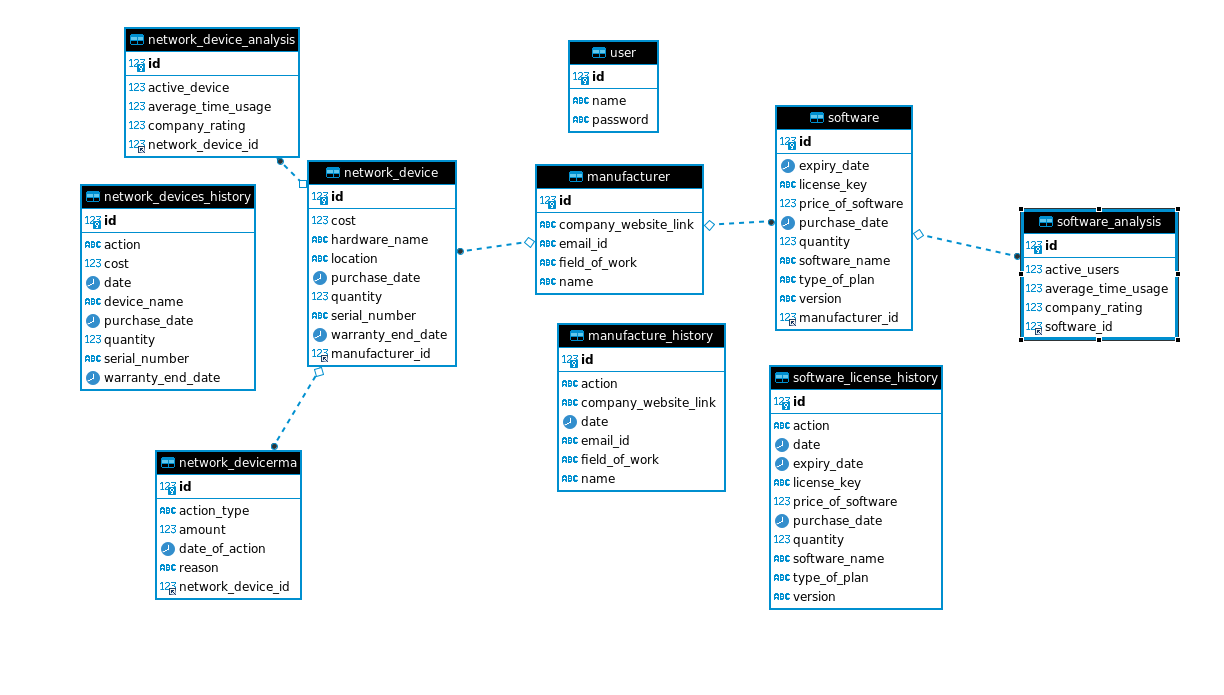 network_device_analysis
id
active_device
average_time_usage
company_rating
network_device_id
network_devices_history
id
action
cost
date
device_name
purchase_date
quantity
serial_number
warranty_end_date
network_device
id
cost
hardware_name
location
purchase_date
quantity
serial_number
warranty_end_date
manufacturer_id
network_devicerma
id
action_type
amount
date_of_action
reason
network_device_id
user
id
name
password
manufacturer
id
company_website_link
email_id
field_of_work
name
manufacture_history
id
action
company_website_link
date
email_id
field_of_work
name
software
id
expiry_date
license_key
price_of_software
purchase_date
quantity
software_name
type_of_plan
version
manufacturer_id
software_license_history
id
action
date
expiry_date
license_key
price_of_software
purchase_date
quantity
software_name
type_of_plan
version
software_analysis
id
active_users
average_time_usage
company_rating
software_id